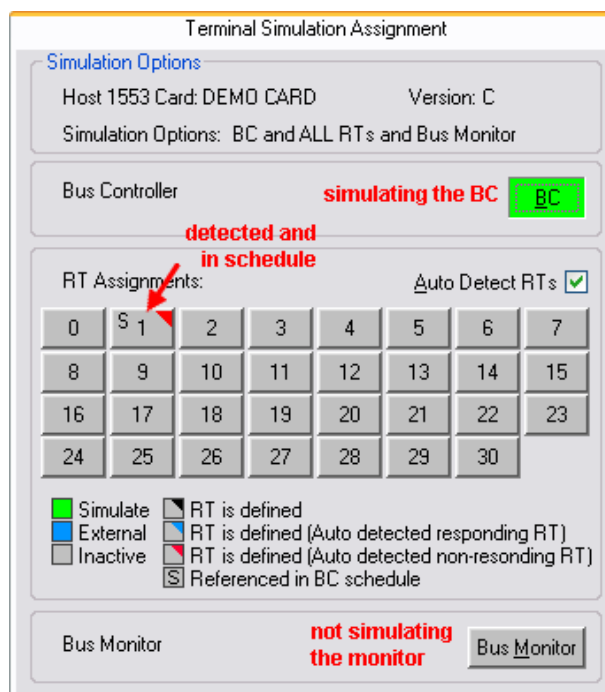 Terminal Simulation Assignment
Simulation Options
Host 1553 Card: DEMO CARD Version: C
Simulation Options: BC and ALL RTs and Bus Monitor
Bus Controller simulating the BC BC
detected and
in schedule
RT Assignments: Auto Detect RTs
0 S 1 2 3 4 5 6 7
8 9 10 11 12 13 14 15
16 17 18 19 20 21 22 23
24 25 26 27 28 29 30
Simulate RT is defined
External RT is defined (Auto detected responding RT)
Inactive RT is defined (Auto detected non-resonding RT)
S Referenced in BC schedule
not simulating
Bus Monitor the monitor Bus Monitor